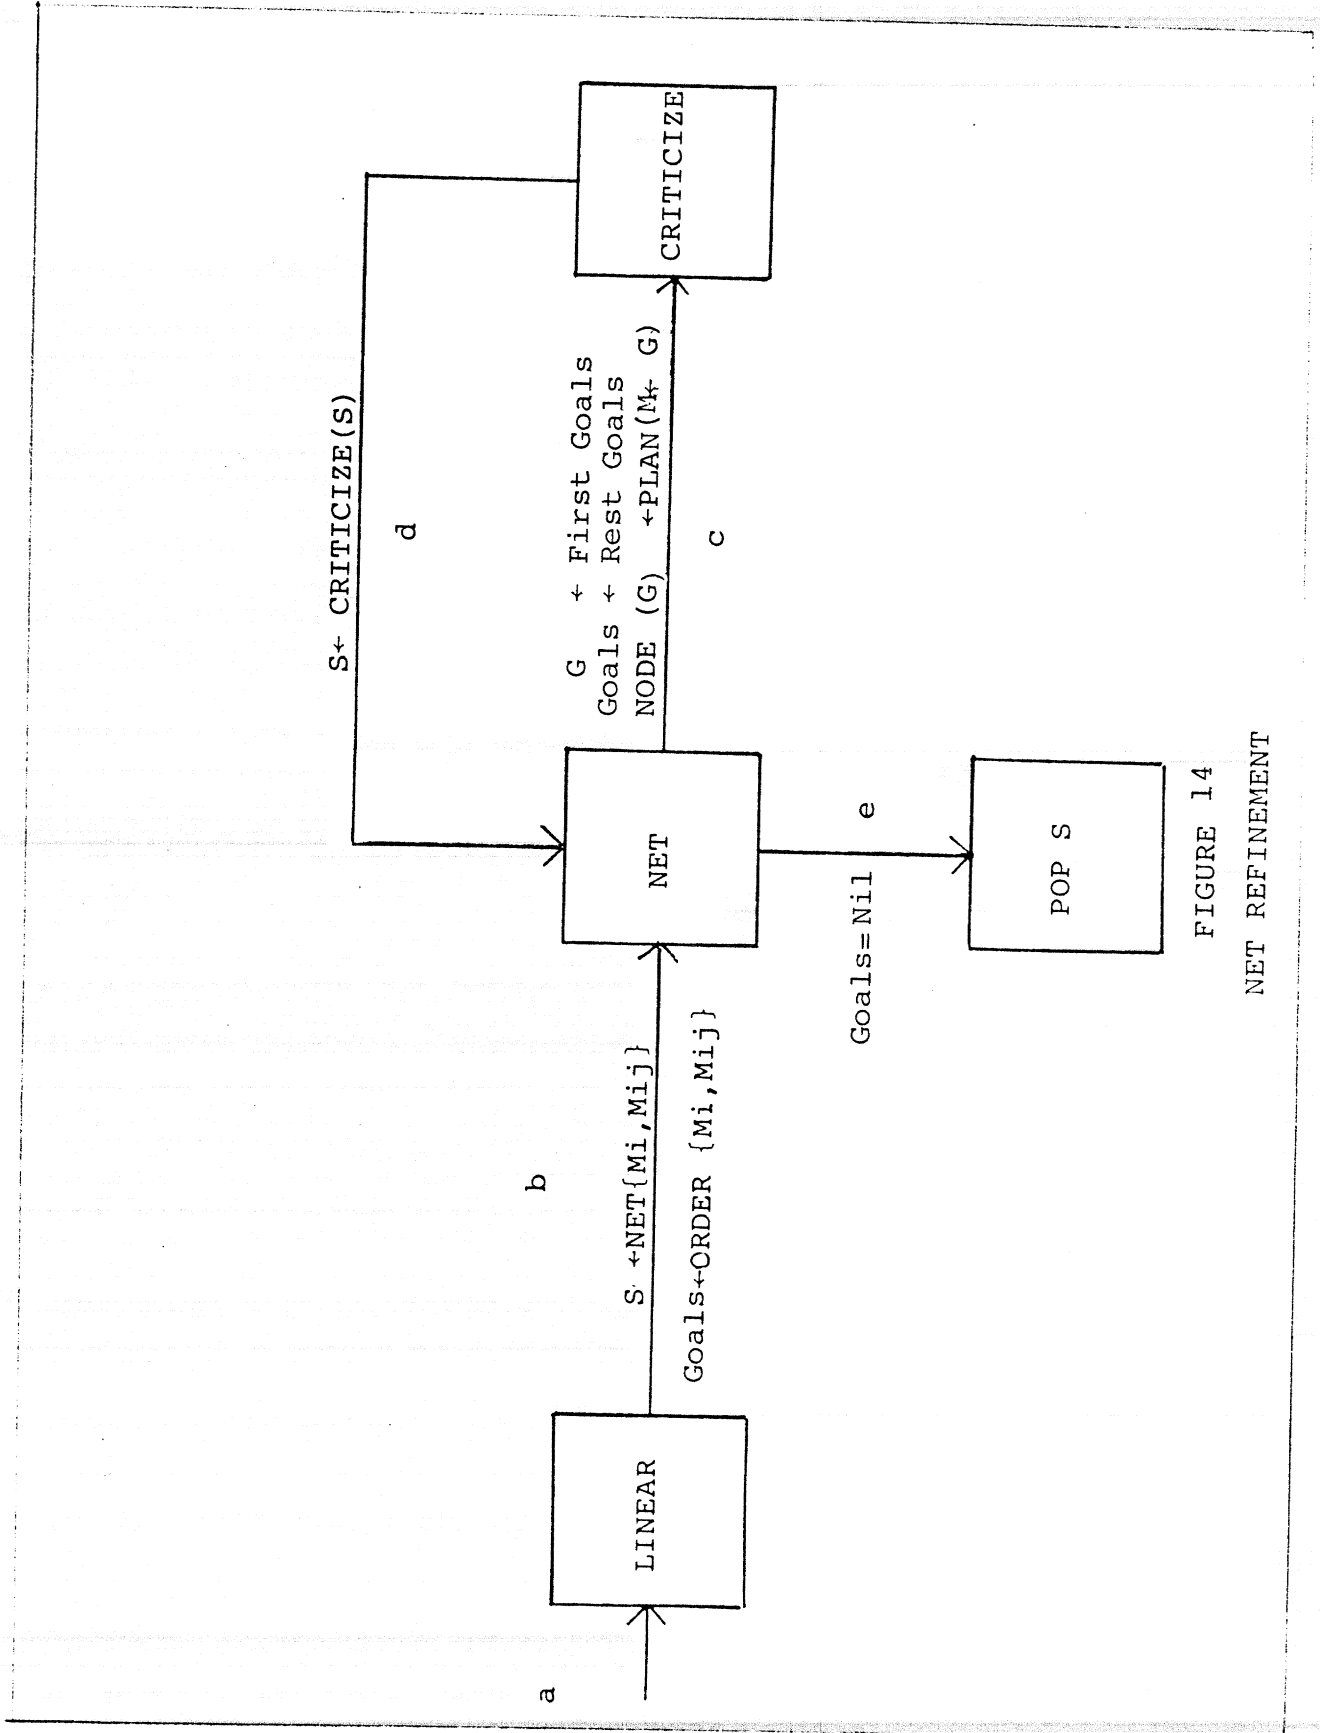 S← CRITICIZE(S)
d
G ← First Goals
Goals ← Rest Goals
NODE (G) ←PLAN(M← G)
c
CRITICIZE
b
S ←NET{Mi,Mij}
Goals←ORDER {Mi,Mij}
a
LINEAR
NET
Goals=Nil
e
POP S
FIGURE 14
NET REFINEMENT